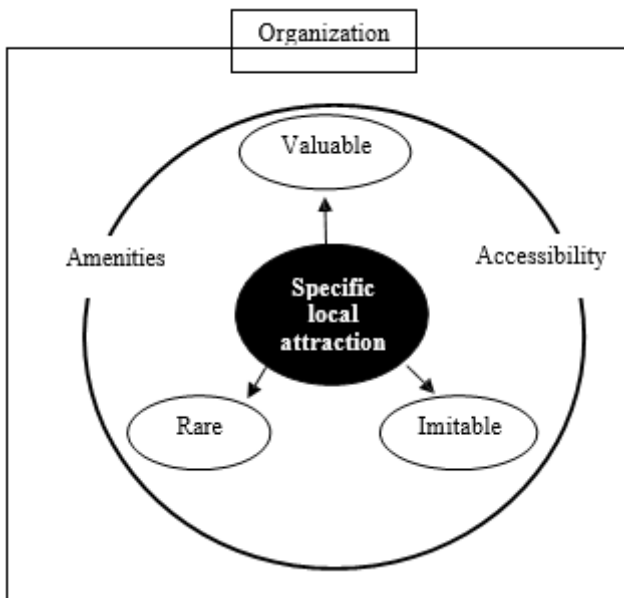 Organization
Valuable
Amenities
Accessibility
Specific
local
attraction
Rare
Imitable